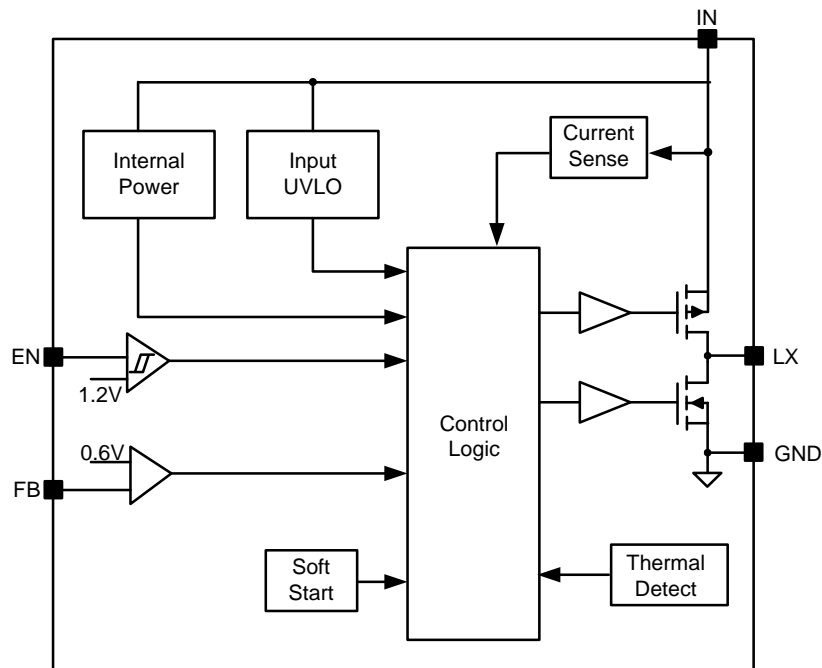 IN
Internal
Power
Input
UVLO
Current
Sense
EN
1.2V
LX
Control
Logic
0.6V
FB
GND
Soft
Start
Thermal
Detect